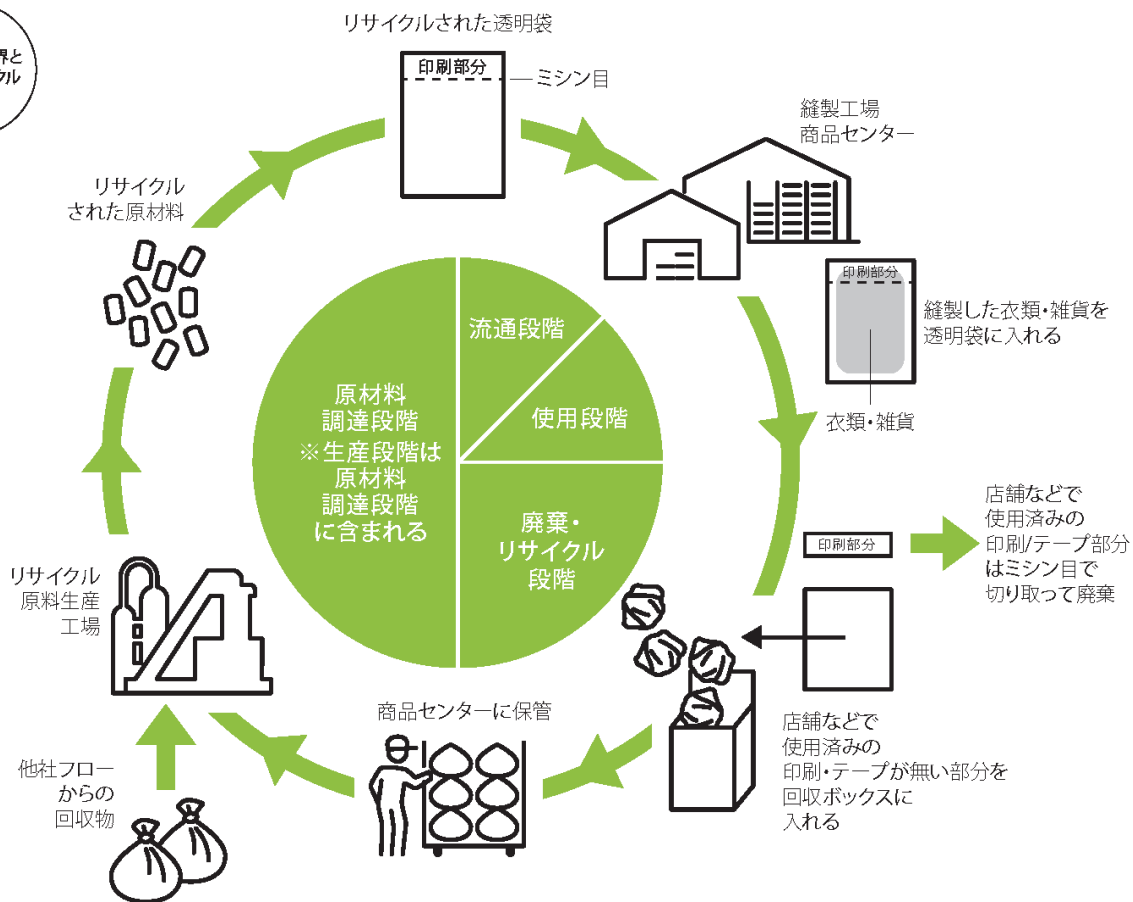 界と
クル
リサイクルされた透明袋
印刷部分
ミシン目
縫製工場
商品センター
印刷部分
縫製した衣類・雑貨を
透明袋に入れる
衣類・雑貨
リサイクル
された原材料
流通段階
使用段階
原材料
調達段階
※生産段階は
原材料
調達段階
に含まれる
廃棄・
リサイクル
段階
印刷部分
店舗などで
使用済みの
印刷/テープ部分
はミシン目で
切り取って廃棄
店舗などで
使用済みの
印刷・テープが無い部分を
回収ボックスに
入れる
商品センターに保管
リサイクル
原料生産
工場
他社フロー
からの
回収物